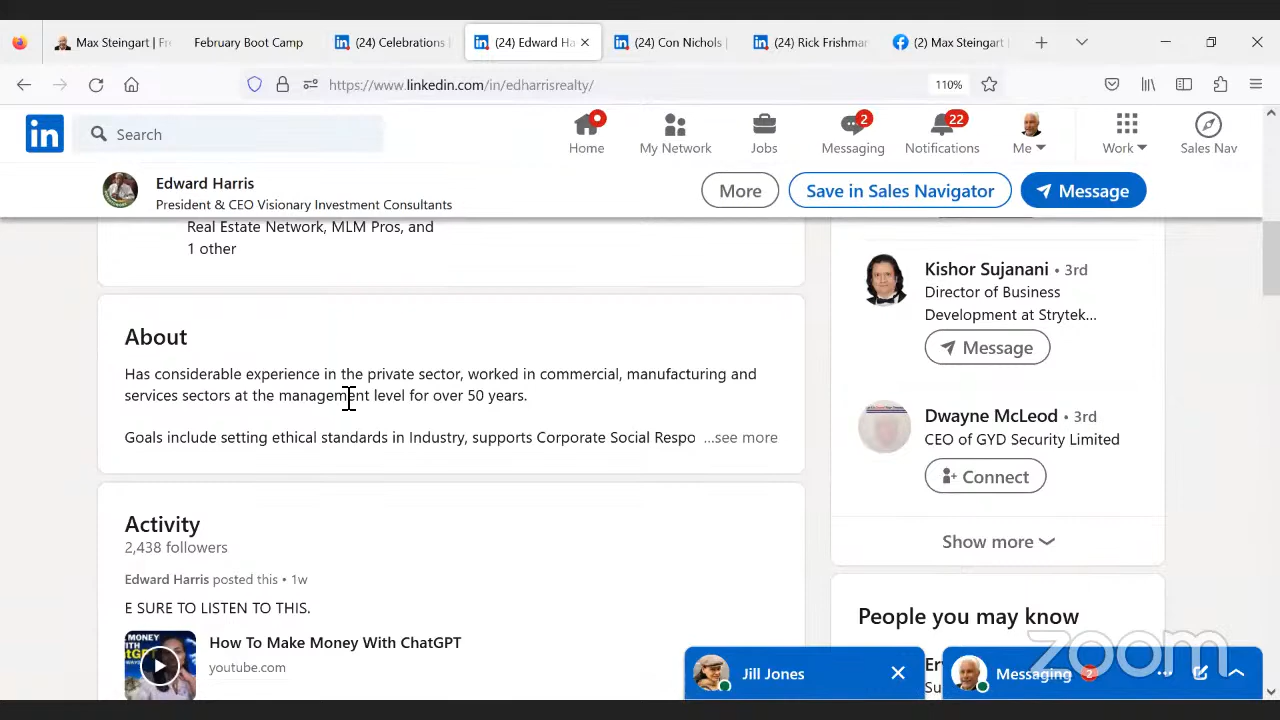 Max Steingart | Fr
February Boot Camp
(24) Celebrations |
(24) Edward Ha
(24) Con Nichols |
(24) Rick Frishma
(2) Max Steingart |
https://www.linkedin.com/in/edharrisrealty/
110%
in
Search
Home
My Network
Jobs
2
Messaging
22
Notifications
Me
Work
Sales Nav
Edward Harris
President & CEO Visionary Investment Consultants
More
Save in Sales Navigator
Message
Real Estate Network, MLM Pros, and
1 other
About
Has considerable experience in the private sector, worked in commercial, manufacturing and
services sectors at the management level for over 50 years.
Goals include setting ethical standards in Industry, supports Corporate Social Respo ...see more
Activity
2,438 followers
Edward Harris posted this • 1w
E SURE TO LISTEN TO THIS.
How To Make Money With ChatGPT
youtube.com
Kishor Sujanani • 3rd
Director of Business
Development at Strytek...
Message
Dwayne McLeod • 3rd
CEO of GYD Security Limited
Connect
Show more
People you may know
Su
Jill Jones
Messaging 2
zoom